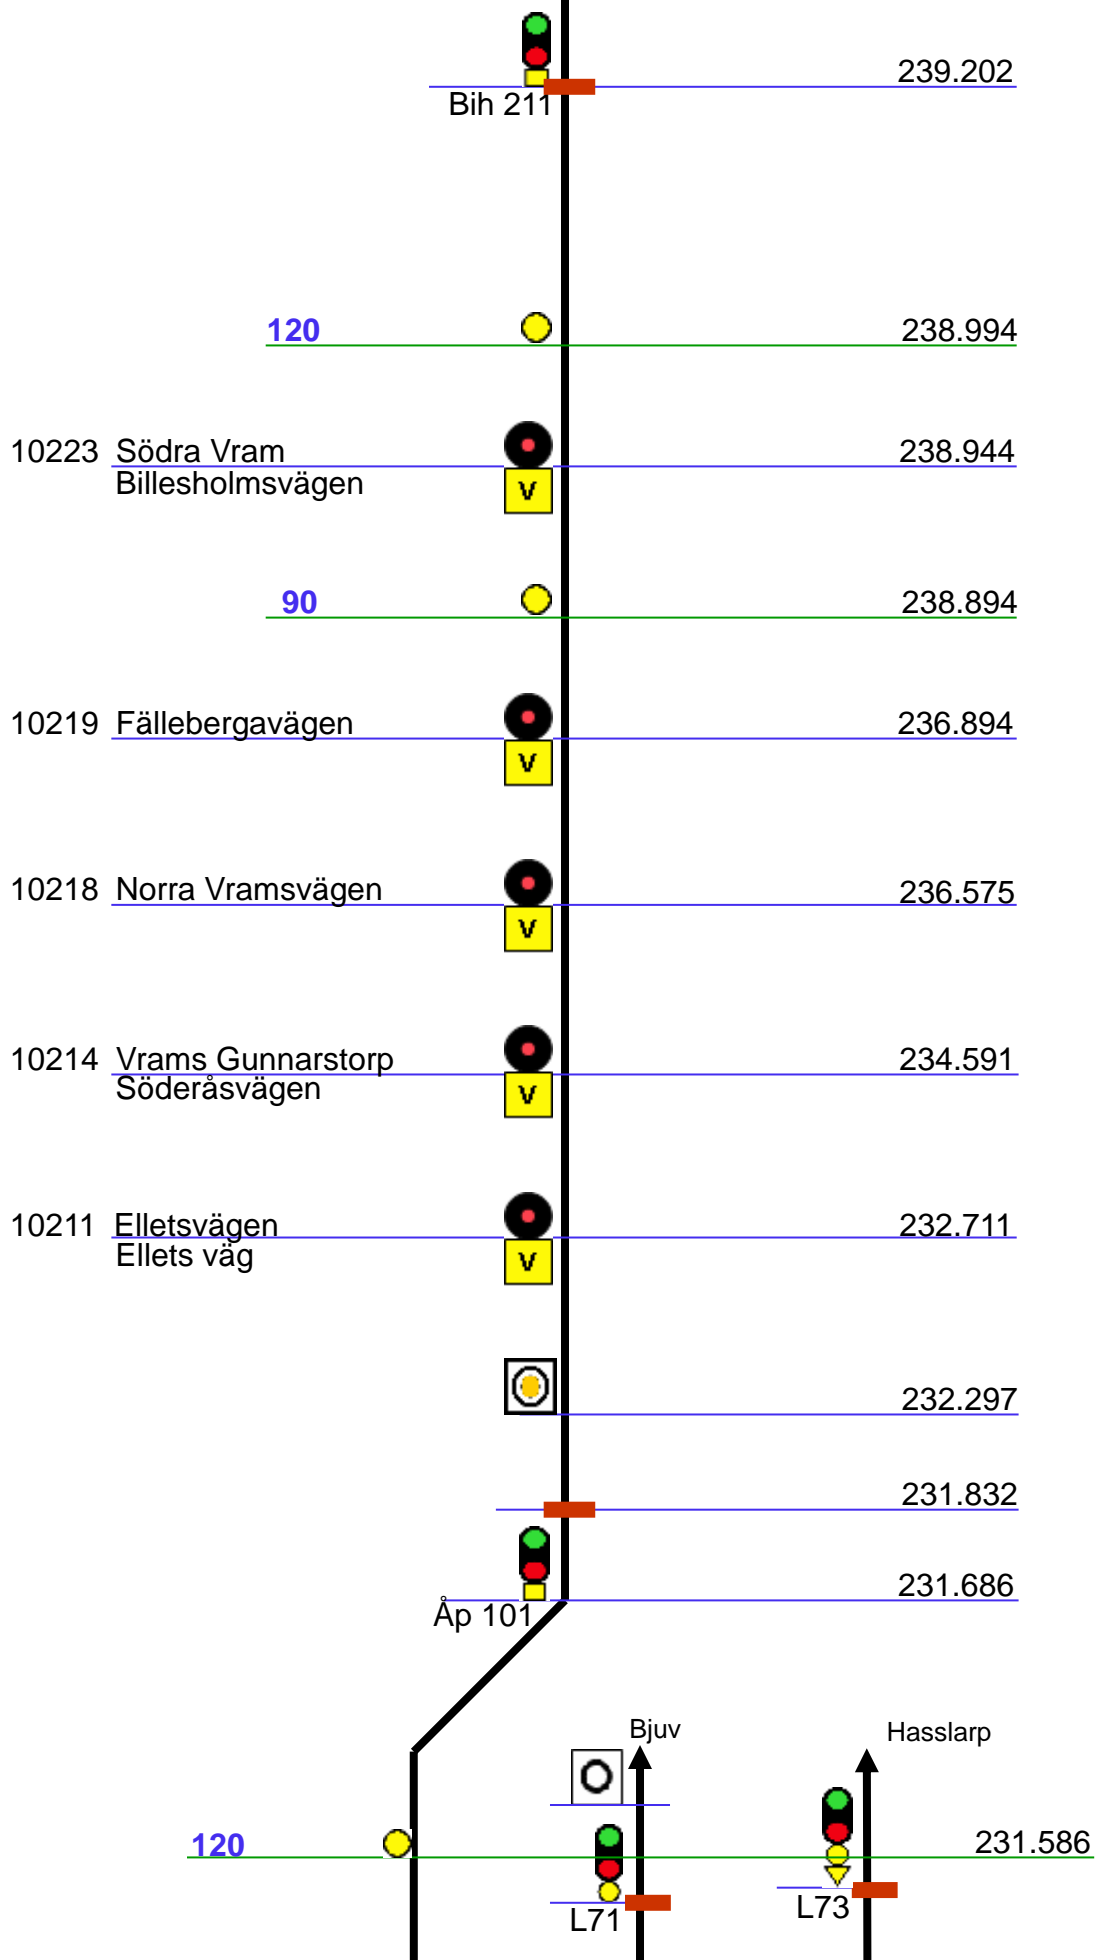 239.202
Bih 211
120 238.994
10223 Södra Vram 238.944
Billesholmsvägen
V
90 238.894
10219 Fällebergavägen 236.894
V
10218 Norra Vramsvägen 236.575
V
10214 Vrams Gunnarstorp 234.591
Söderåsvägen
V
10211 Elletsvägen 232.711
Ellets väg
V
232.297
231.832
231.686
Åp 101
Bjuv
Hasslarp
120 231.586
L73
L71